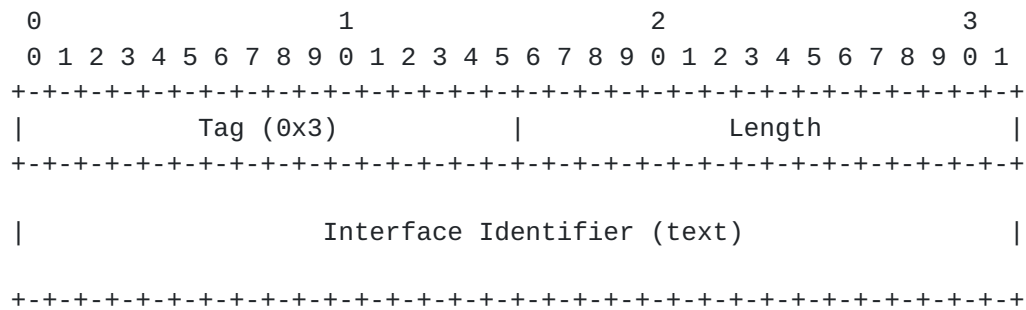 0                   1                   2                   3
 0 1 2 3 4 5 6 7 8 9 0 1 2 3 4 5 6 7 8 9 0 1 2 3 4 5 6 7 8 9 0 1
+-+-+-+-+-+-+-+-+-+-+-+-+-+-+-+-+-+-+-+-+-+-+-+-+-+-+-+-+-+-+-+-+
|           Tag (0x3)           |             Length            |
+-+-+-+-+-+-+-+-+-+-+-+-+-+-+-+-+-+-+-+-+-+-+-+-+-+-+-+-+-+-+-+-+
|                   Interface Identifier (text)                 |
+-+-+-+-+-+-+-+-+-+-+-+-+-+-+-+-+-+-+-+-+-+-+-+-+-+-+-+-+-+-+-+-+